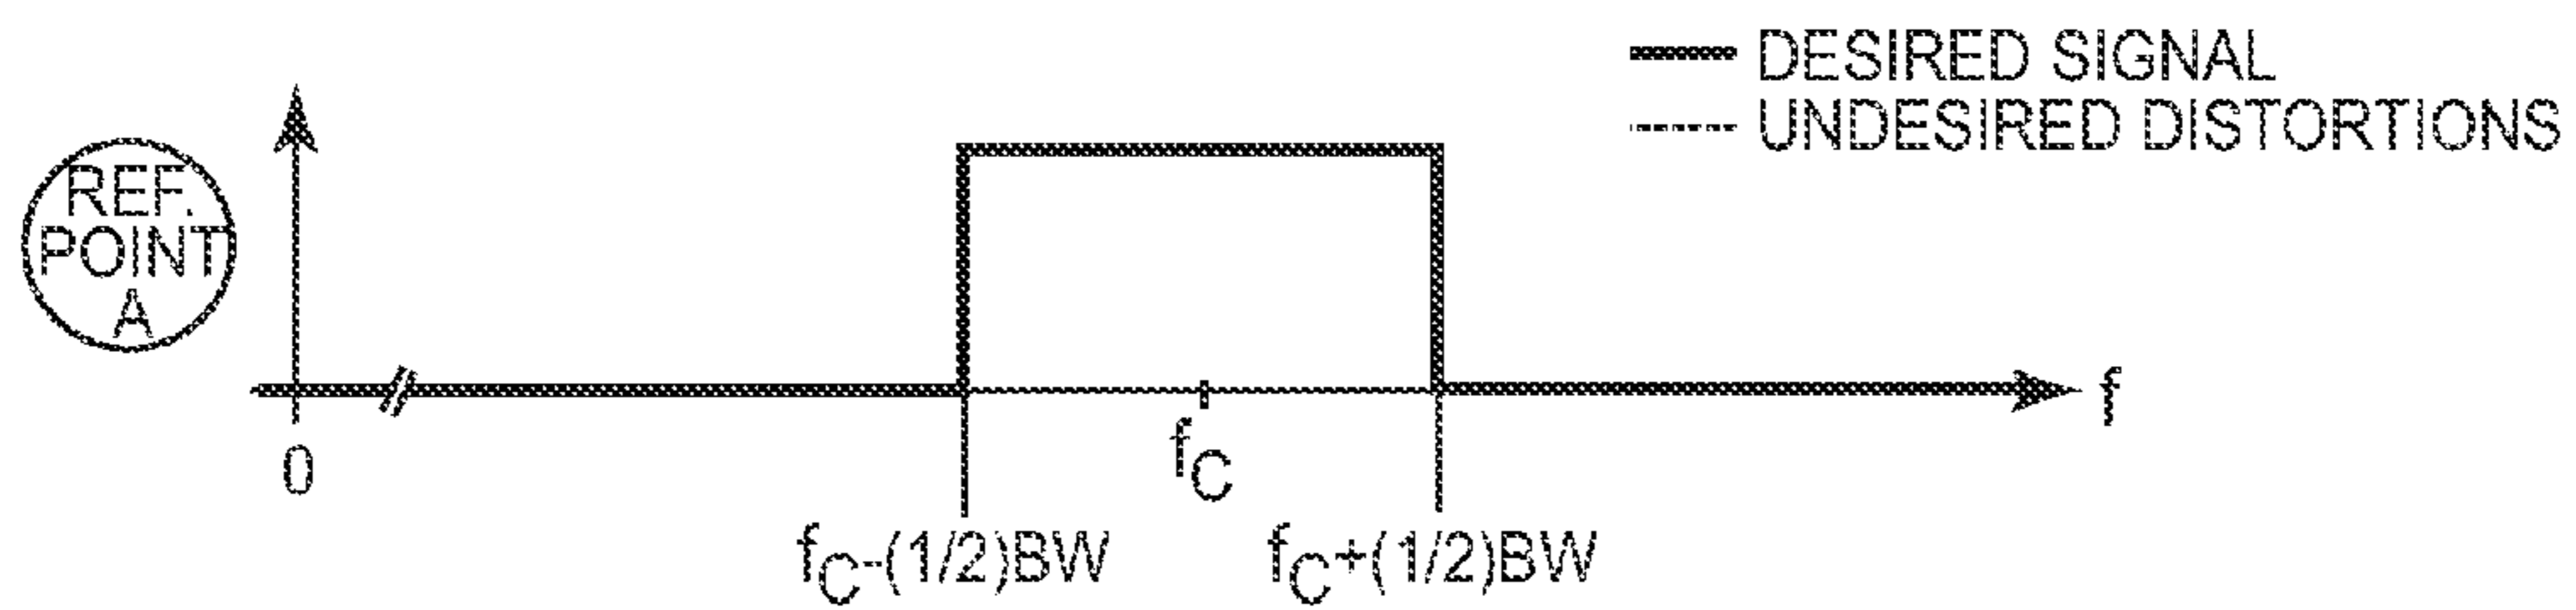 DESIRED SIGNAL
UNDESIRED DISTORTIONS
REF.
POINT
A
f
0
fC
fC-(1/2)BW
fC+(1/2)BW